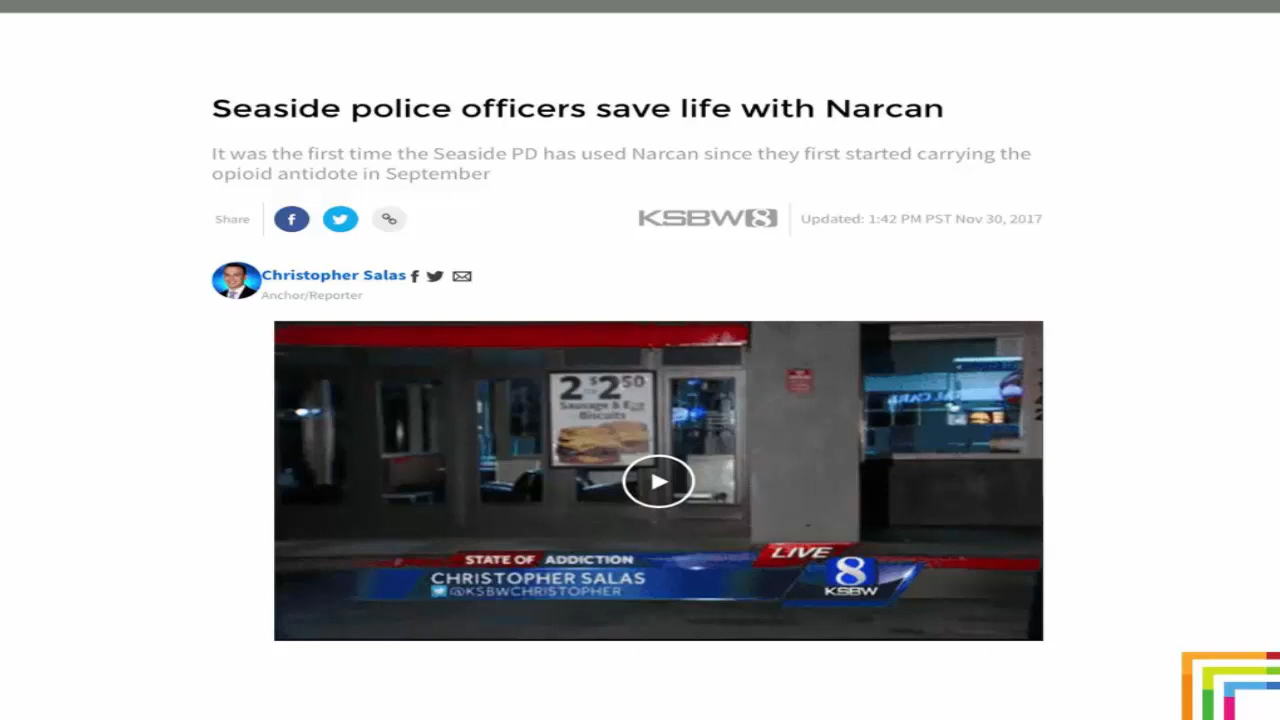 Seaside police officers save life with Narcan
It was the first time the Seaside PD has used Narcan since they first started carrying the
opioid antidote in September
Share
KSBW 8
Updated: 1:42 PM PST Nov 30, 2017
Christopher Salas
Anchor/Reporter
2 $2 50
Sausage & Egg
Biscuits
STATE OF ADDICTION
LIVE
CHRISTOPHER SALAS
@KSBWCHRISTOPHER
8
KSBW